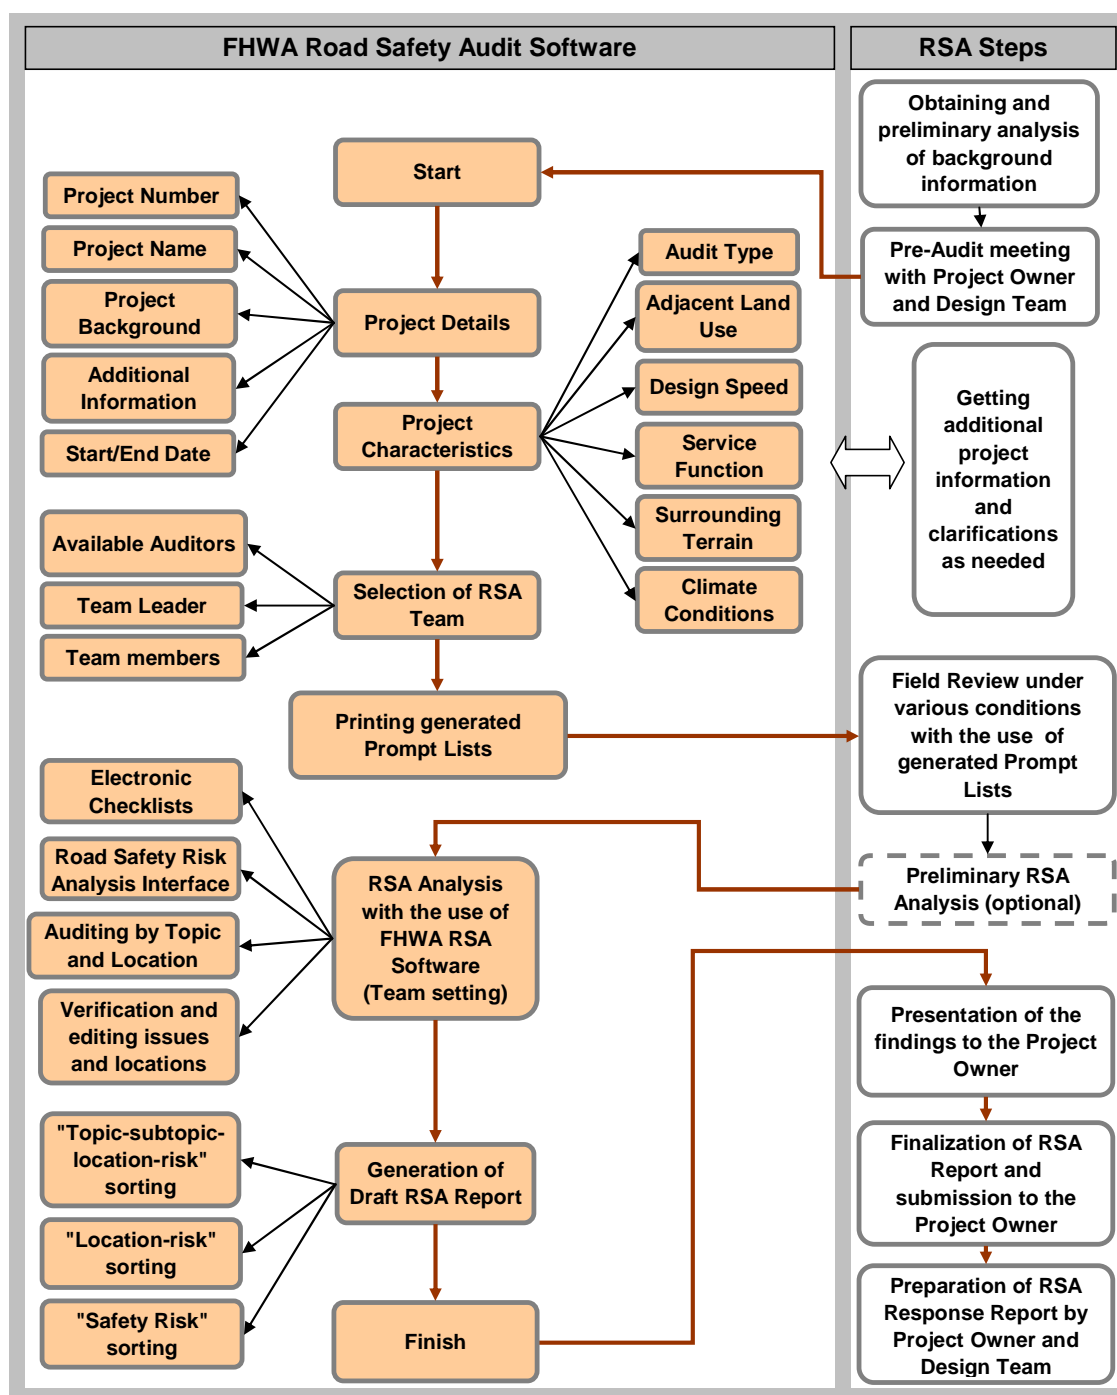 FHWA Road Safety Audit Software
RSA Steps
Obtaining and
preliminary analysis
of background
information
Pre-Audit meeting
with Project Owner
and Design Team
Start
Project Number
Project Name
Project
Background
Additional
Information
Start/End Date
Project Details
Audit Type
Adjacent Land
Use
Design Speed
Service
Function
Surrounding
Terrain
Climate
Conditions
Project
Characteristics
Getting
additional
project
information
and
clarifications
as needed
Available Auditors
Team Leader
Team members
Selection of RSA
Team
Printing generated
Prompt Lists
Field Review under
various conditions
with the use of
generated Prompt
Lists
Preliminary RSA
Analysis (optional)
Electronic
Checklists
Road Safety Risk
Analysis Interface
Auditing by Topic
and Location
Verification and
editing issues
and locations
RSA Analysis
with the use of
FHWA RSA
Software
(Team setting)
Presentation of the
findings to the Project
Owner
"Topic-subtopic-
location-risk"
sorting
"Location-risk"
sorting
"Safety Risk"
sorting
Generation of
Draft RSA Report
Finish
Finalization of RSA
Report and
submission to the
Project Owner
Preparation of RSA
Response Report by
Project Owner and
Design Team